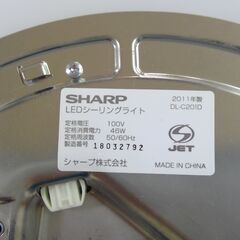 SHARP
LEDシーリングライト
2011年製
DL-C201D
定格電圧 100V
定格消費電力 46W
定格周波数 50/60Hz
製造番号 18032792
シャープ株式会社
JET
MADE IN CHINA